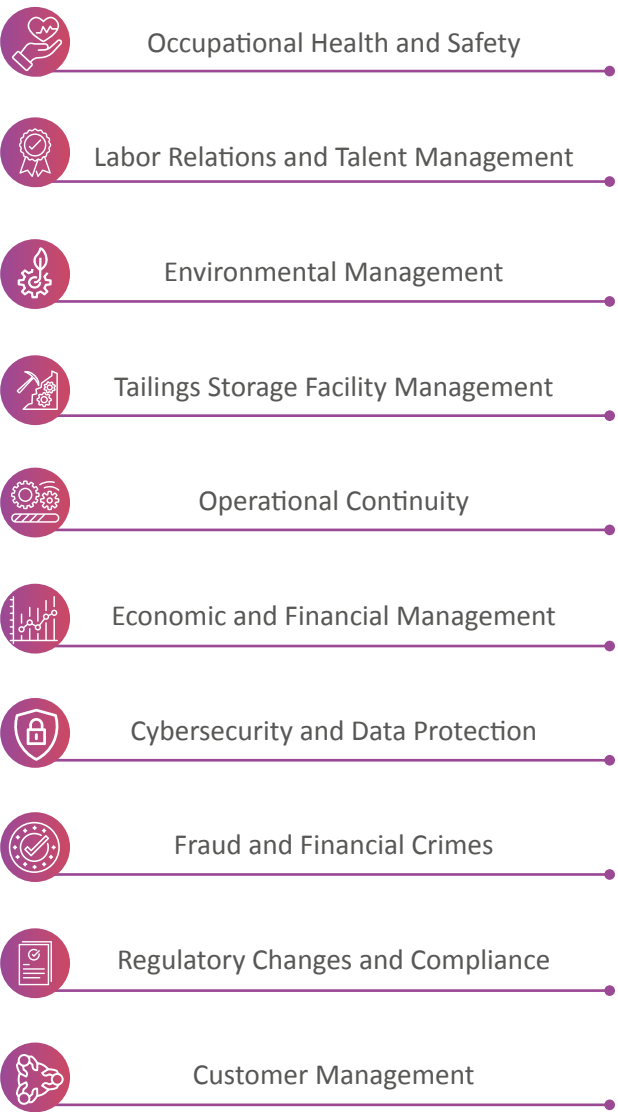 Occupational Health and Safety
Labor Relations and Talent Management
Environmental Management
Tailings Storage Facility Management
Operational Continuity
Economic and Financial Management
Cybersecurity and Data Protection
Fraud and Financial Crimes
Regulatory Changes and Compliance
Customer Management